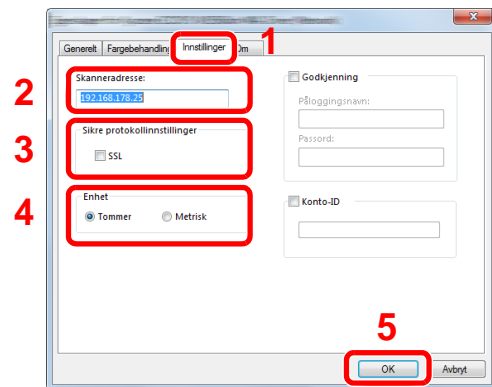 1
Generelt Fargebehandling Innstillinger Om
2
Skanneradresse:
192.168.178.25
3
Sikre protokollinnstillinger
SSL
4
Enhet
Tommer Metrisk
Godkjenning
Påloggingsnavn:
Passord:
Konto-ID
5
OK Avbryt